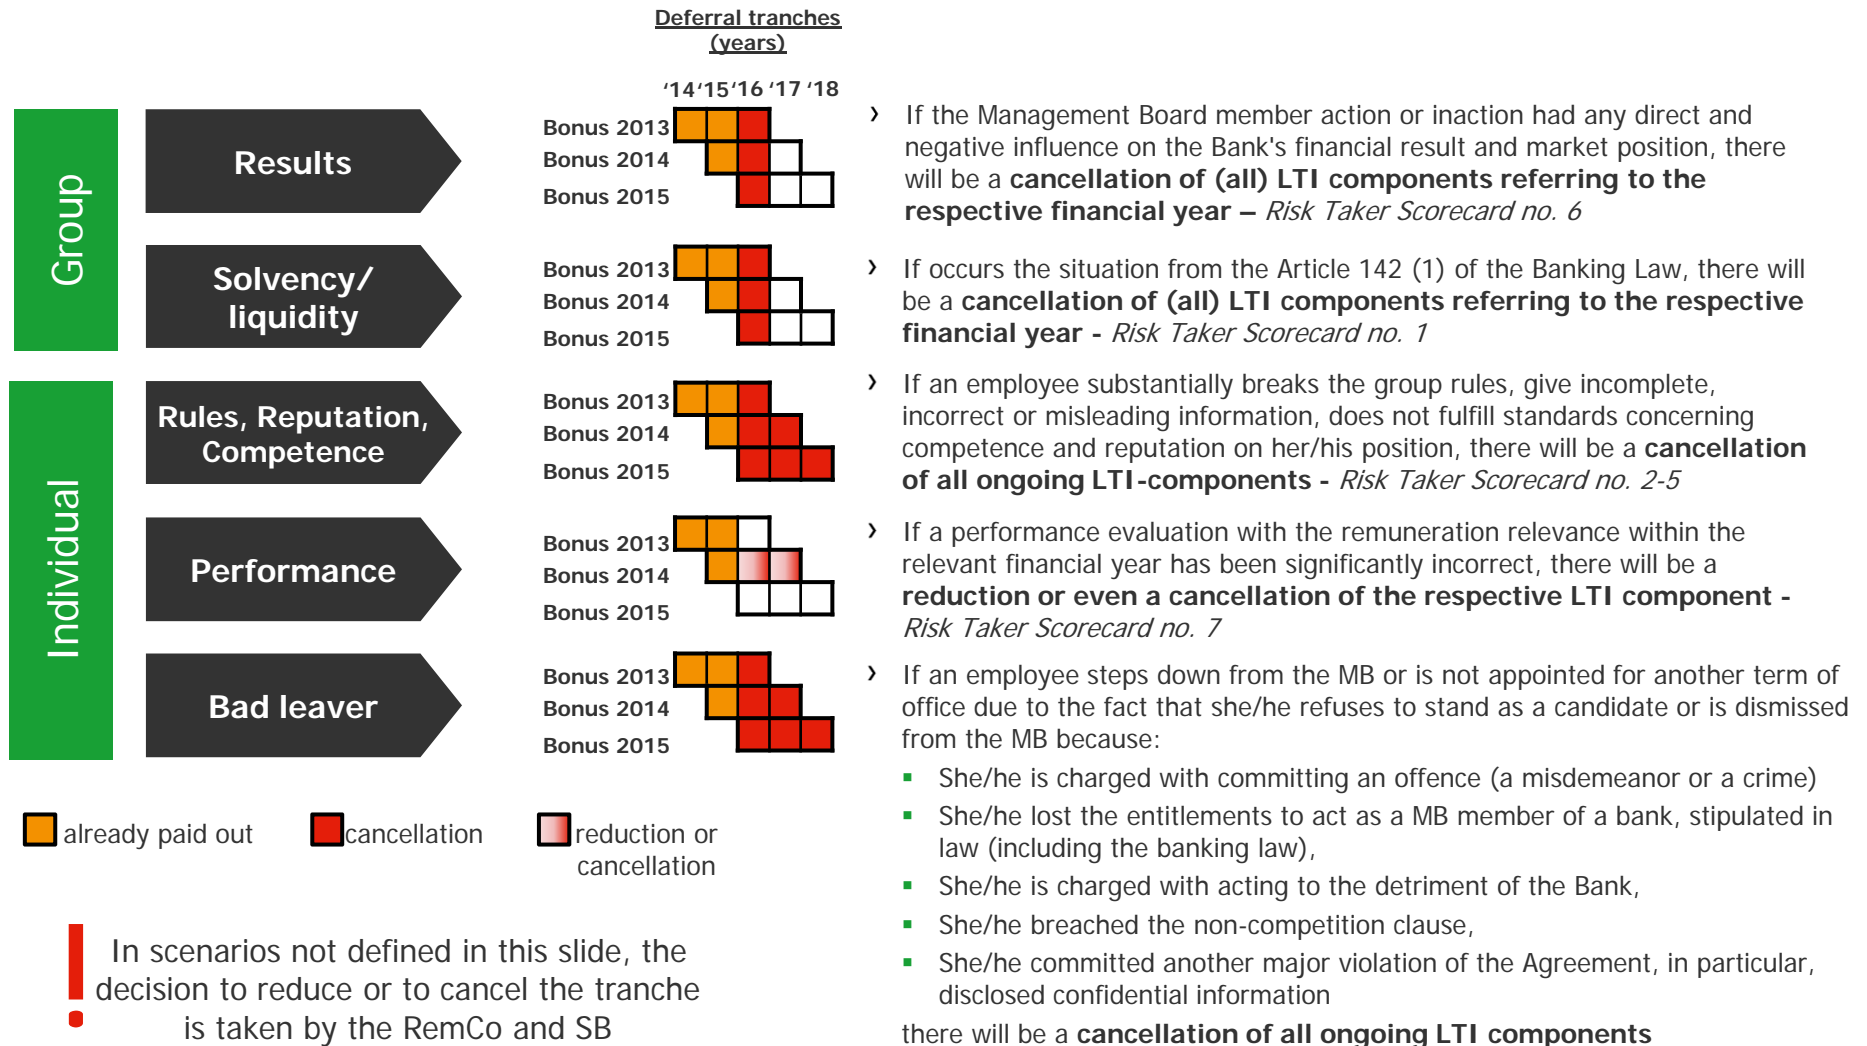 Deferral tranches
(years)
‘14‘15‘16 ‘17 ‘18
Group
Results
Bonus 2013
Bonus 2014
Bonus 2015
› If the Management Board member action or inaction had any direct and
negative influence on the Bank's financial result and market position, there
will be a cancellation of (all) LTI components referring to the
respective financial year – Risk Taker Scorecard no. 6
Solvency/
liquidity
Bonus 2013
Bonus 2014
Bonus 2015
› If occurs the situation from the Article 142 (1) of the Banking Law, there will
be a cancellation of (all) LTI components referring to the respective
financial year - Risk Taker Scorecard no. 1
Individual
Rules, Reputation,
Competence
Bonus 2013
Bonus 2014
Bonus 2015
› If an employee substantially breaks the group rules, give incomplete,
incorrect or misleading information, does not fulfill standards concerning
competence and reputation on her/his position, there will be a cancellation
of all ongoing LTI-components - Risk Taker Scorecard no. 2-5
Performance
Bonus 2013
Bonus 2014
Bonus 2015
› If a performance evaluation with the remuneration relevance within the
relevant financial year has been significantly incorrect, there will be a
reduction or even a cancellation of the respective LTI component -
Risk Taker Scorecard no. 7
Bad leaver
Bonus 2013
Bonus 2014
Bonus 2015
› If an employee steps down from the MB or is not appointed for another term of
office due to the fact that she/he refuses to stand as a candidate or is dismissed
from the MB because:
▪ She/he is charged with committing an offence (a misdemeanor or a crime)
▪ She/he lost the entitlements to act as a MB member of a bank, stipulated in
law (including the banking law),
▪ She/he is charged with acting to the detriment of the Bank,
▪ She/he breached the non-competition clause,
▪ She/he committed another major violation of the Agreement, in particular,
disclosed confidential information
there will be a cancellation of all ongoing LTI components
already paid out
cancellation
reduction or
cancellation
!
In scenarios not defined in this slide, the
decision to reduce or to cancel the tranche
is taken by the RemCo and SB